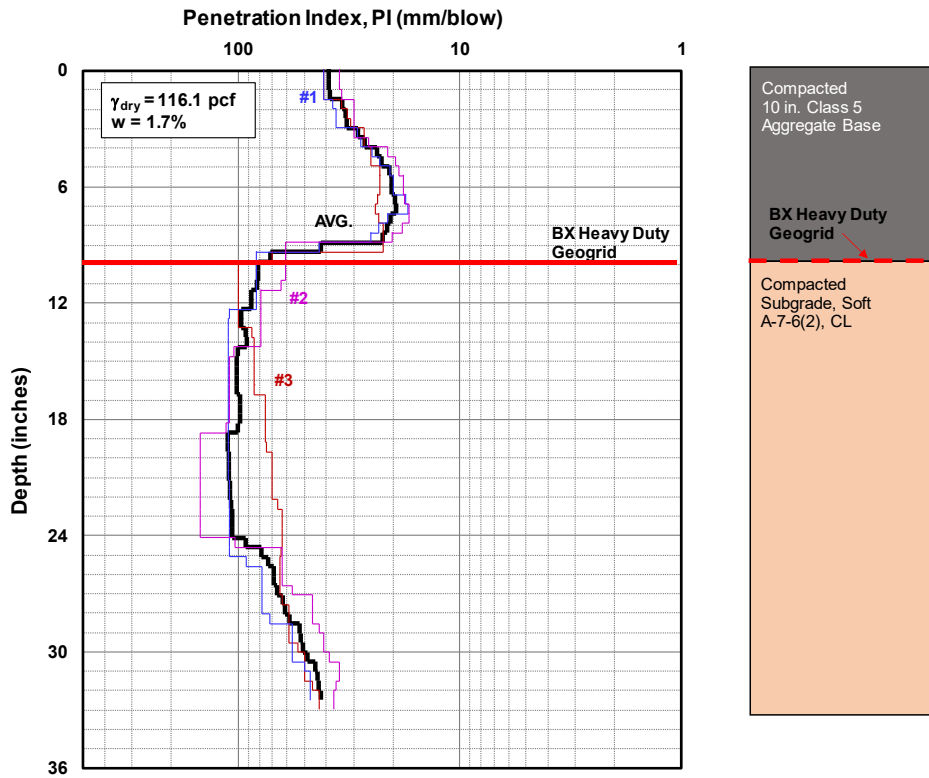 Penetration Index, PI (mm/blow)
100
10
1
0
6
12
18
24
30
36
Depth (inches)
γdry = 116.1 pcf
w = 1.7%
#1
AVG.
BX Heavy Duty
Geogrid
#2
#3
Compacted
10 in. Class 5
Aggregate Base
BX Heavy Duty
Geogrid
Compacted
Subgrade, Soft
A-7-6(2), CL